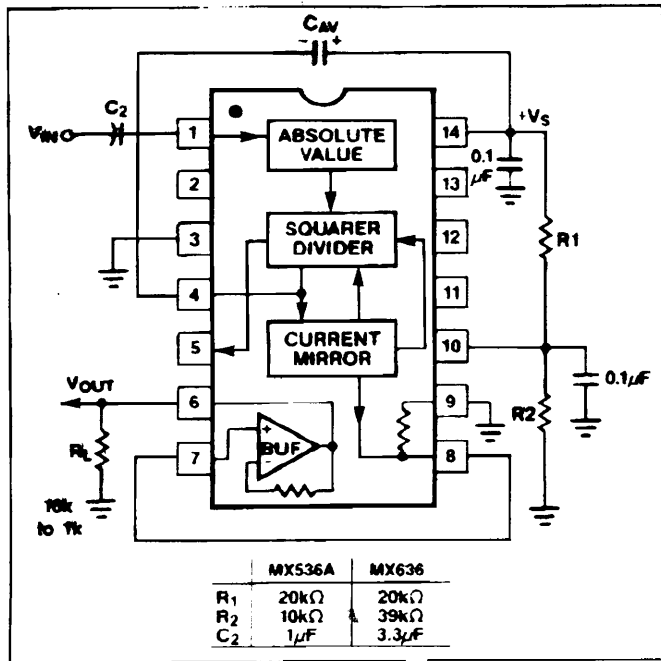 CAV
- +
C2
VIN
+VS
1 14
ABSOLUTE
VALUE
0.1
µF
2 13
3 12
SQUARER
DIVIDER
R1
4 11
5 10
CURRENT
MIRROR
0.1µF
VOUT
6 9
R2
RL
7 8
+
BUF
-
to 1k
MX536A MX636
R1 20kΩ 20kΩ
R2 10kΩ 39kΩ
C2 1µF 3.3µF